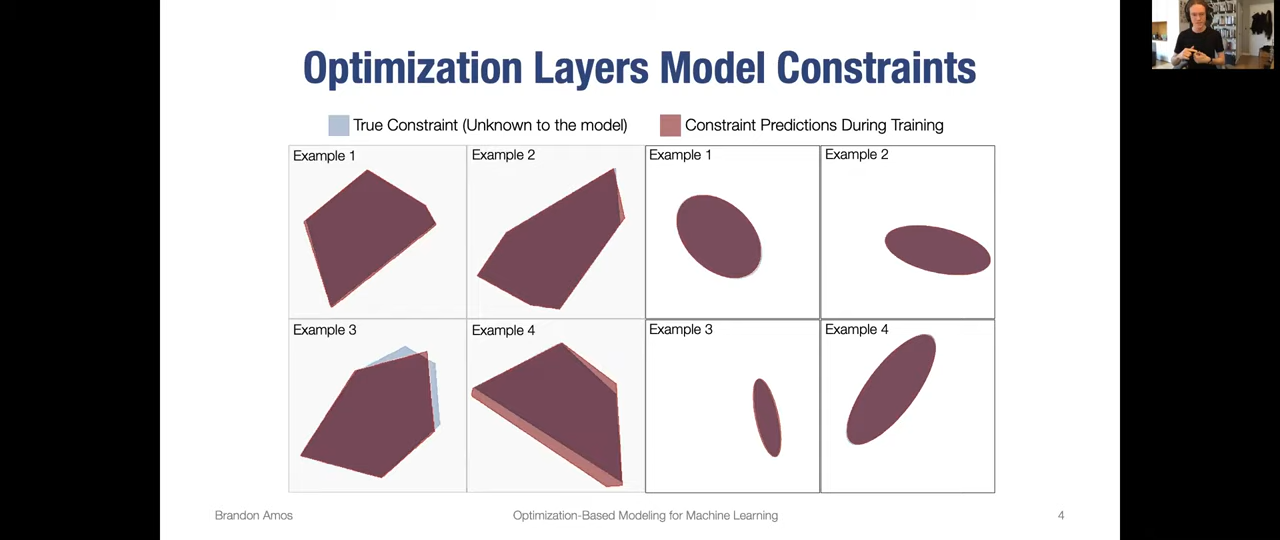 Optimization Layers Model Constraints
True Constraint (Unknown to the model)
Constraint Predictions During Training
Example 1
Example 2
Example 1
Example 2
Example 3
Example 4
Example 3
Example 4
Brandon Amos
Optimization-Based Modeling for Machine Learning
4